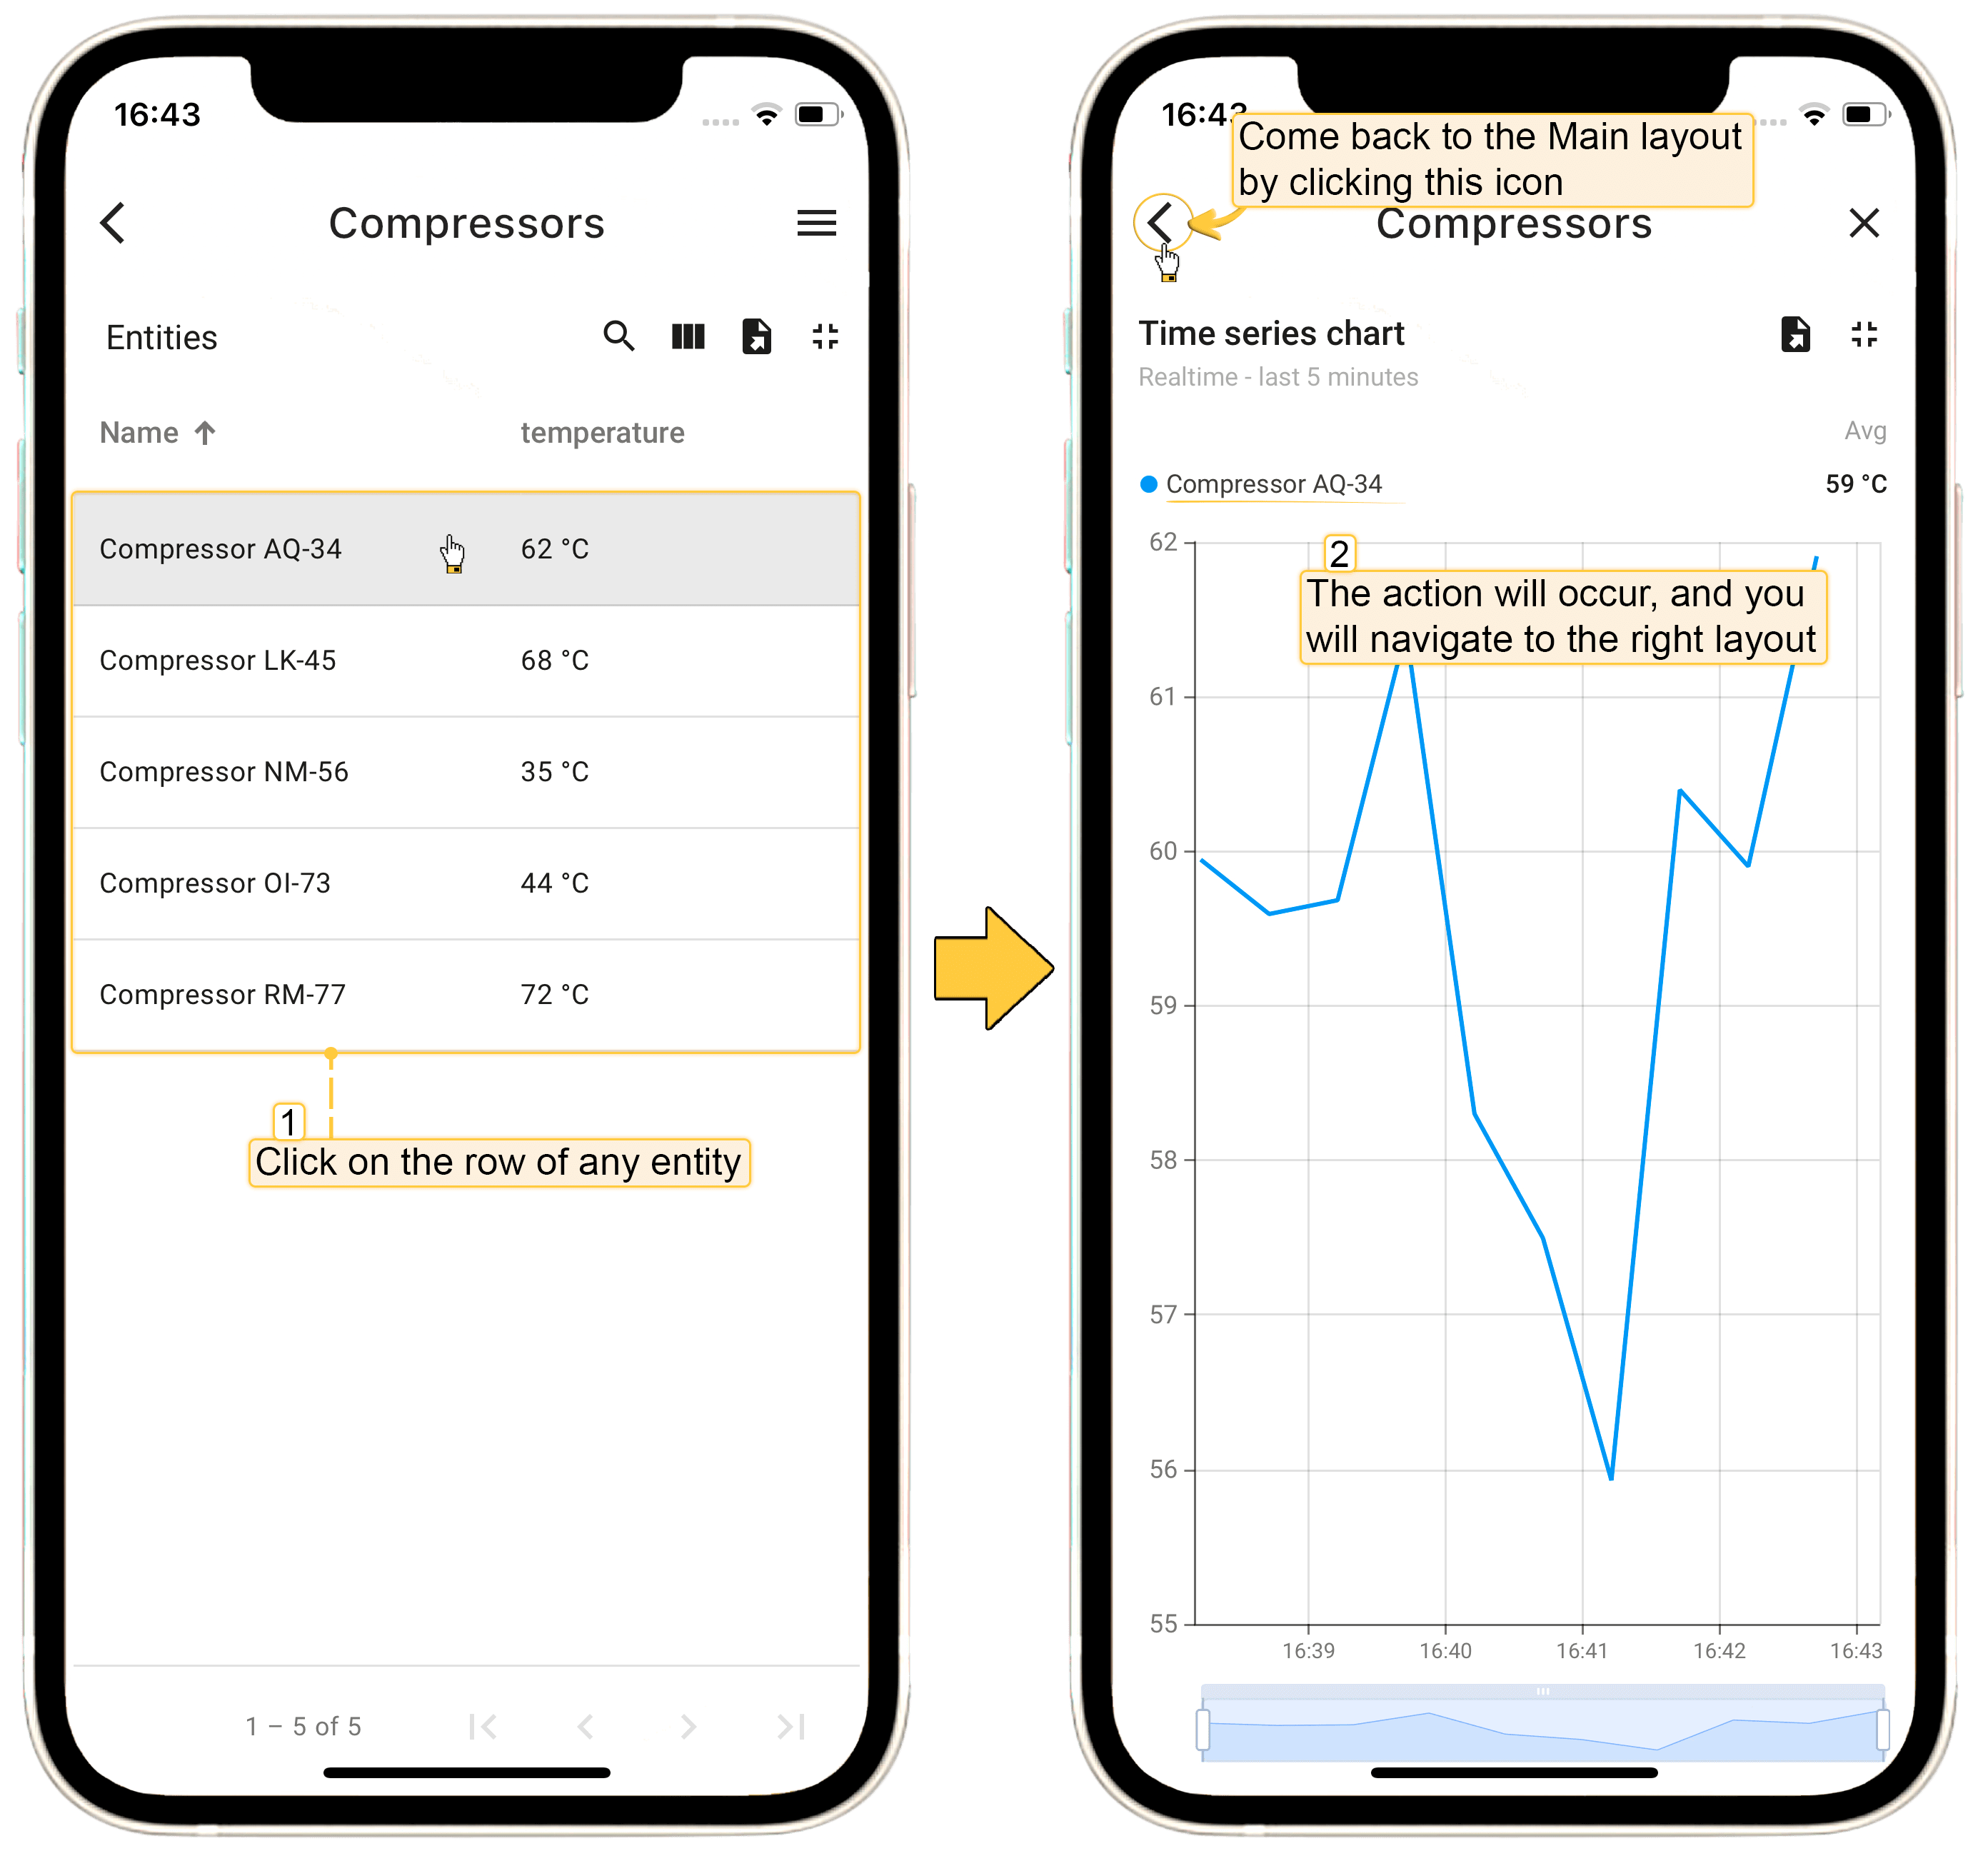 16:43
Compressors
Entities
Name temperature
Compressor AQ-34 62 °C
Compressor LK-45 68 °C
Compressor NM-56 35 °C
Compressor OI-73 44 °C
Compressor RM-77 72 °C
1
Click on the row of any entity
1 – 5 of 5
16:43
Come back to the Main layout
by clicking this icon
Compressors
Time series chart
Realtime - last 5 minutes
Avg
Compressor AQ-34 59 °C
2
The action will occur, and you
will navigate to the right layout
62
61
60
59
58
57
56
55
16:39 16:40 16:41 16:42 16:43